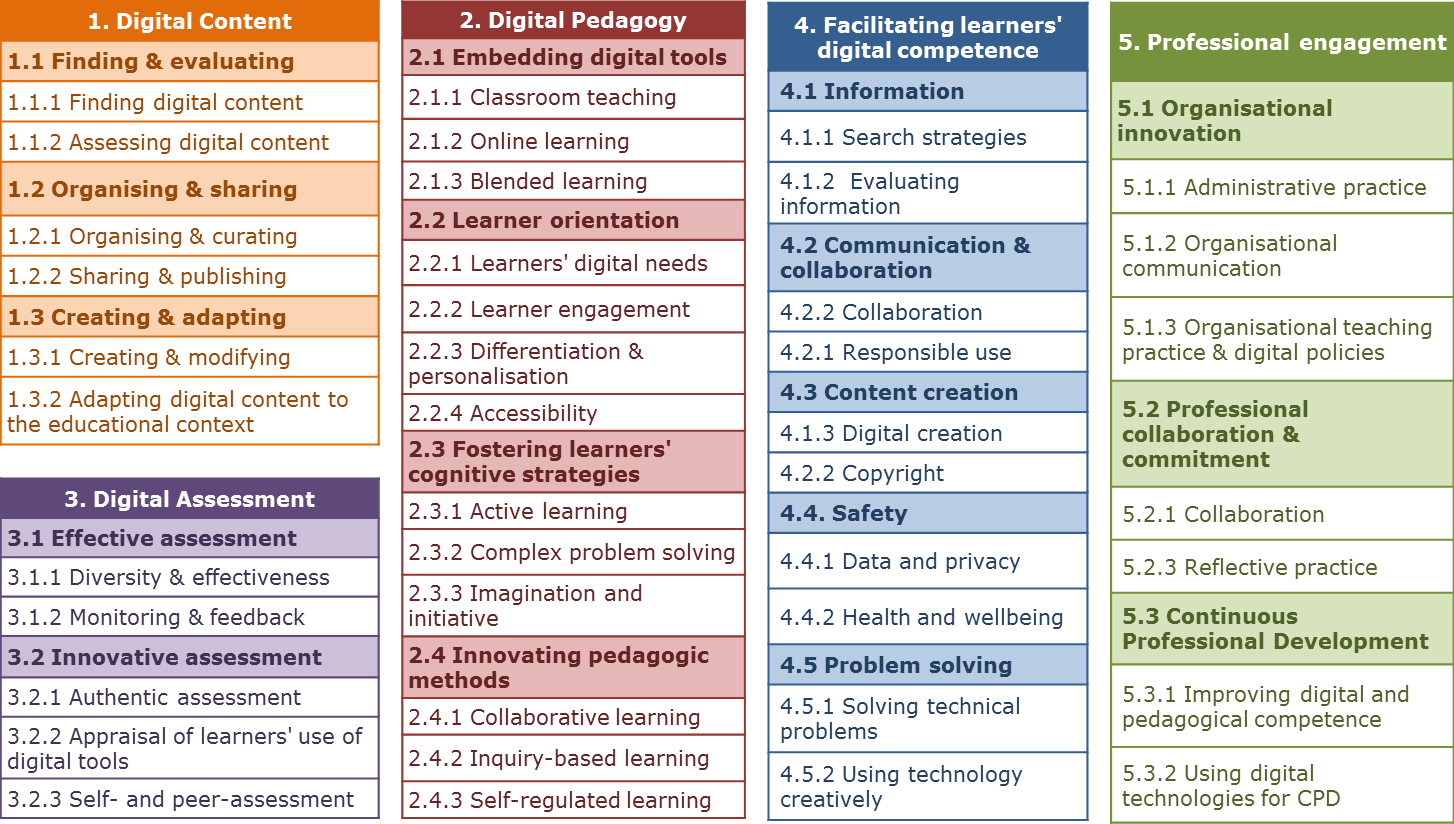 1. Digital Content
1.1 Finding & evaluating
1.1.1 Finding digital content
1.1.2 Assessing digital content
1.2 Organising & sharing
1.2.1 Organising & curating
1.2.2 Sharing & publishing
1.3 Creating & adapting
1.3.1 Creating & modifying
1.3.2 Adapting digital content to
the educational context
3. Digital Assessment
3.1 Effective assessment
3.1.1 Diversity & effectiveness
3.1.2 Monitoring & feedback
3.2 Innovative assessment
3.2.1 Authentic assessment
3.2.2 Appraisal of learners' use of
digital tools
3.2.3 Self- and peer-assessment
2. Digital Pedagogy
2.1 Embedding digital tools
2.1.1 Classroom teaching
2.1.2 Online learning
2.1.3 Blended learning
2.2 Learner orientation
2.2.1 Learners' digital needs
2.2.2 Learner engagement
2.2.3 Differentiation &
personalisation
2.2.4 Accessibility
2.3 Fostering learners'
cognitive strategies
2.3.1 Active learning
2.3.2 Complex problem solving
2.3.3 Imagination and
initiative
2.4 Innovating pedagogic
methods
2.4.1 Collaborative learning
2.4.2 Inquiry-based learning
2.4.3 Self-regulated learning
4. Facilitating learners'
digital competence
4.1 Information
4.1.1 Search strategies
4.1.2 Evaluating
information
4.2 Communication &
collaboration
4.2.2 Collaboration
4.2.1 Responsible use
4.3 Content creation
4.1.3 Digital creation
4.2.2 Copyright
4.4. Safety
4.4.1 Data and privacy
4.4.2 Health and wellbeing
4.5 Problem solving
4.5.1 Solving technical
problems
4.5.2 Using technology
creatively
5. Professional engagement
5.1 Organisational
innovation
5.1.1 Administrative practice
5.1.2 Organisational
communication
5.1.3 Organisational teaching
practice & digital policies
5.2 Professional
collaboration &
commitment
5.2.1 Collaboration
5.2.3 Reflective practice
5.3 Continuous
Professional Development
5.3.1 Improving digital and
pedagogical competence
5.3.2 Using digital
technologies for CPD